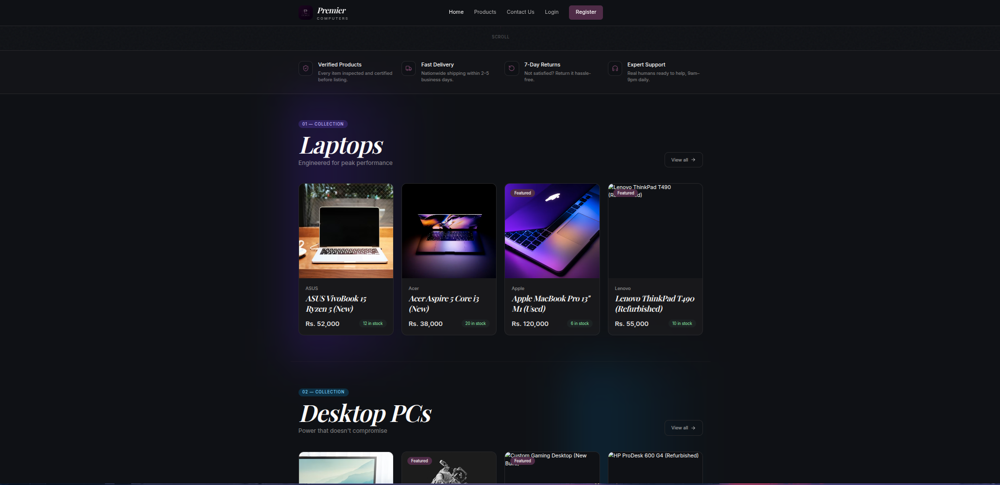 Premier
COMPUTERS
Home Products Contact Us Login Register
SCROLL
Verified Products
Every item inspected and certified
before listing.
Fast Delivery
Nationwide shipping within 2–5
business days.
7-Day Returns
Not satisfied? Return it hassle-
free.
Expert Support
Real humans ready to help, 9am–
9pm daily.
01 — COLLECTION
Laptops
Engineered for peak performance
View all →
ASUS
ASUS VivoBook 15
Ryzen 5 (New)
Rs. 52,000
12 in stock
Acer
Acer Aspire 5 Core i3
(New)
Rs. 38,000
20 in stock
Featured
Apple
Apple MacBook Pro 13"
M1 (Used)
Rs. 120,000
6 in stock
Lenovo ThinkPad T490
Featured
Lenovo
Lenovo ThinkPad T490
(Refurbished)
Rs. 55,000
10 in stock
02 — COLLECTION
Desktop PCs
Power that doesn't compromise
View all →
Featured
Custom Gaming Desktop (New
Featured
HP ProDesk 600 G4 (Refurbished)